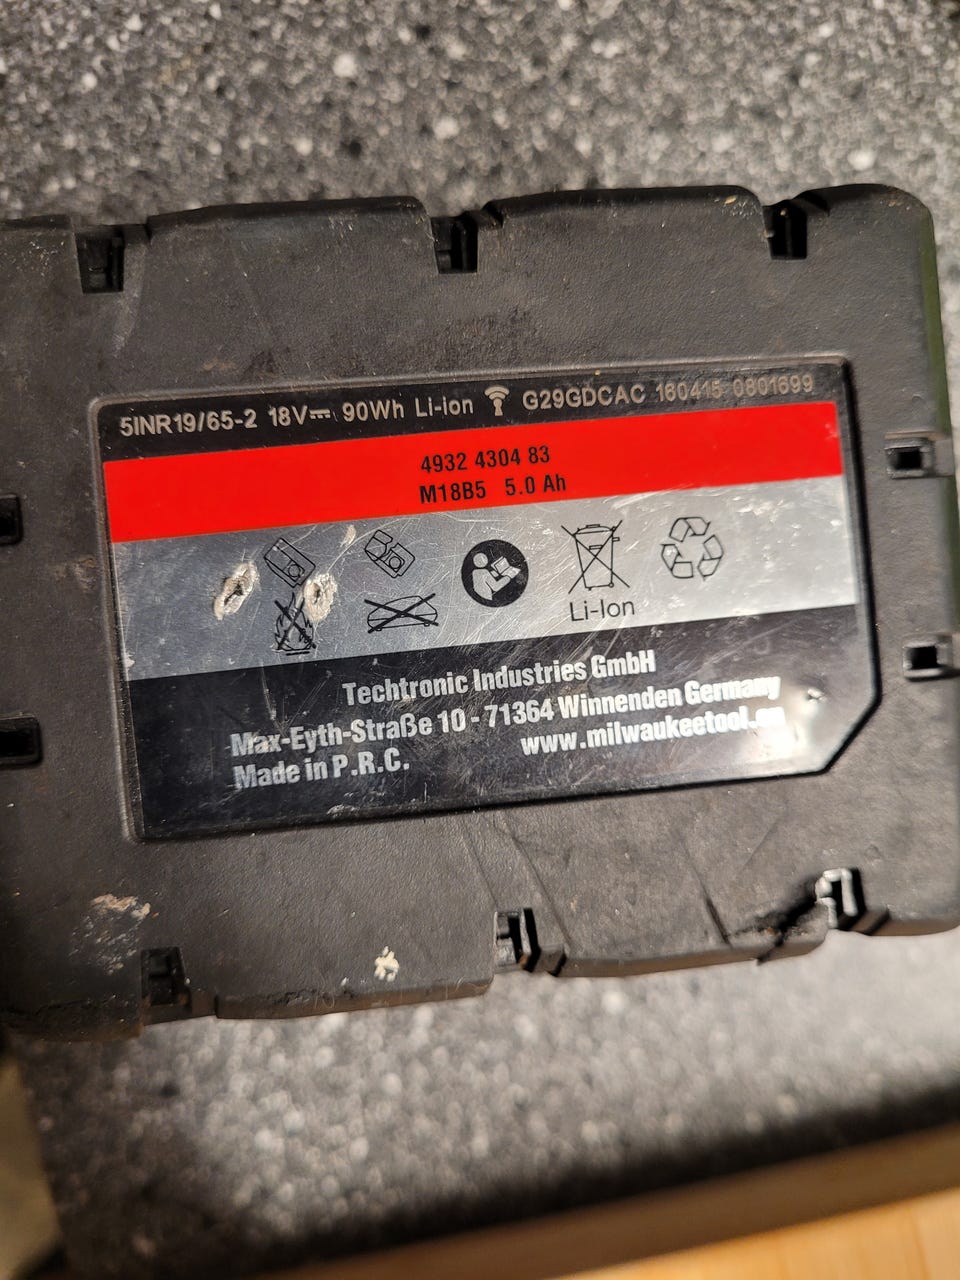 5INR19/65-2 18V 90Wh Li-ion G29GDCAC 160415 0801699
4932 4304 83
M18B5 5.0 Ah
Li-Ion
Techtronic Industries GmbH
Max-Eyth-Straße 10 - 71364 Winnenden Germany
Made in P.R.C.